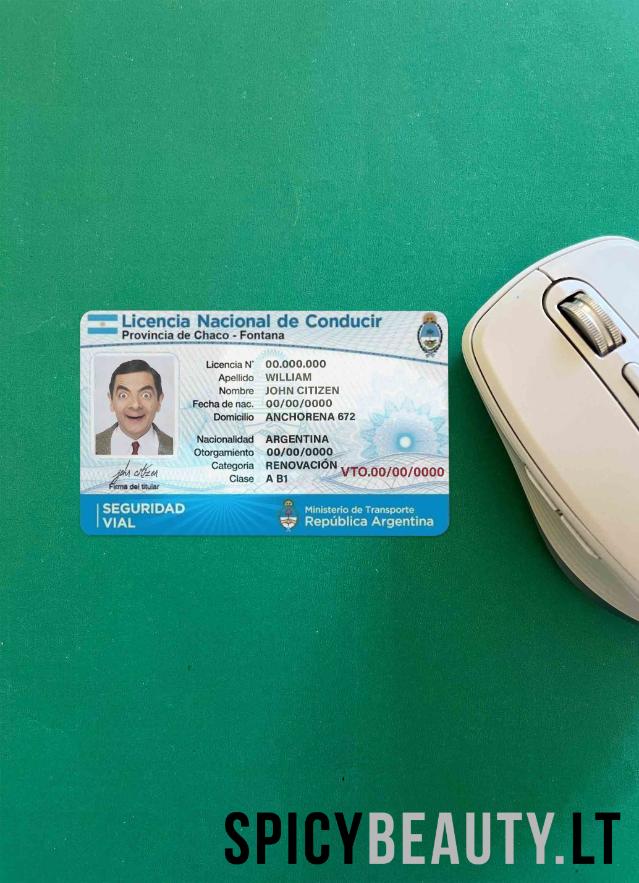 Licencia Nacional de Conducir
Provincia de Chaco - Fontana
Licencia N° 00.000.000
Apellido WILLIAM
Nombre JOHN CITIZEN
Fecha de nac. 00/00/0000
Domicilio ANCHORENA 672
Nacionalidad ARGENTINA
Otorgamiento 00/00/0000
Categoria RENOVACIÓN VTO.00/00/0000
Clase A B1
john citizen
Firma del titular
SEGURIDAD
VIAL
Ministerio de Transporte
República Argentina
SPICYBEAUTY.LT